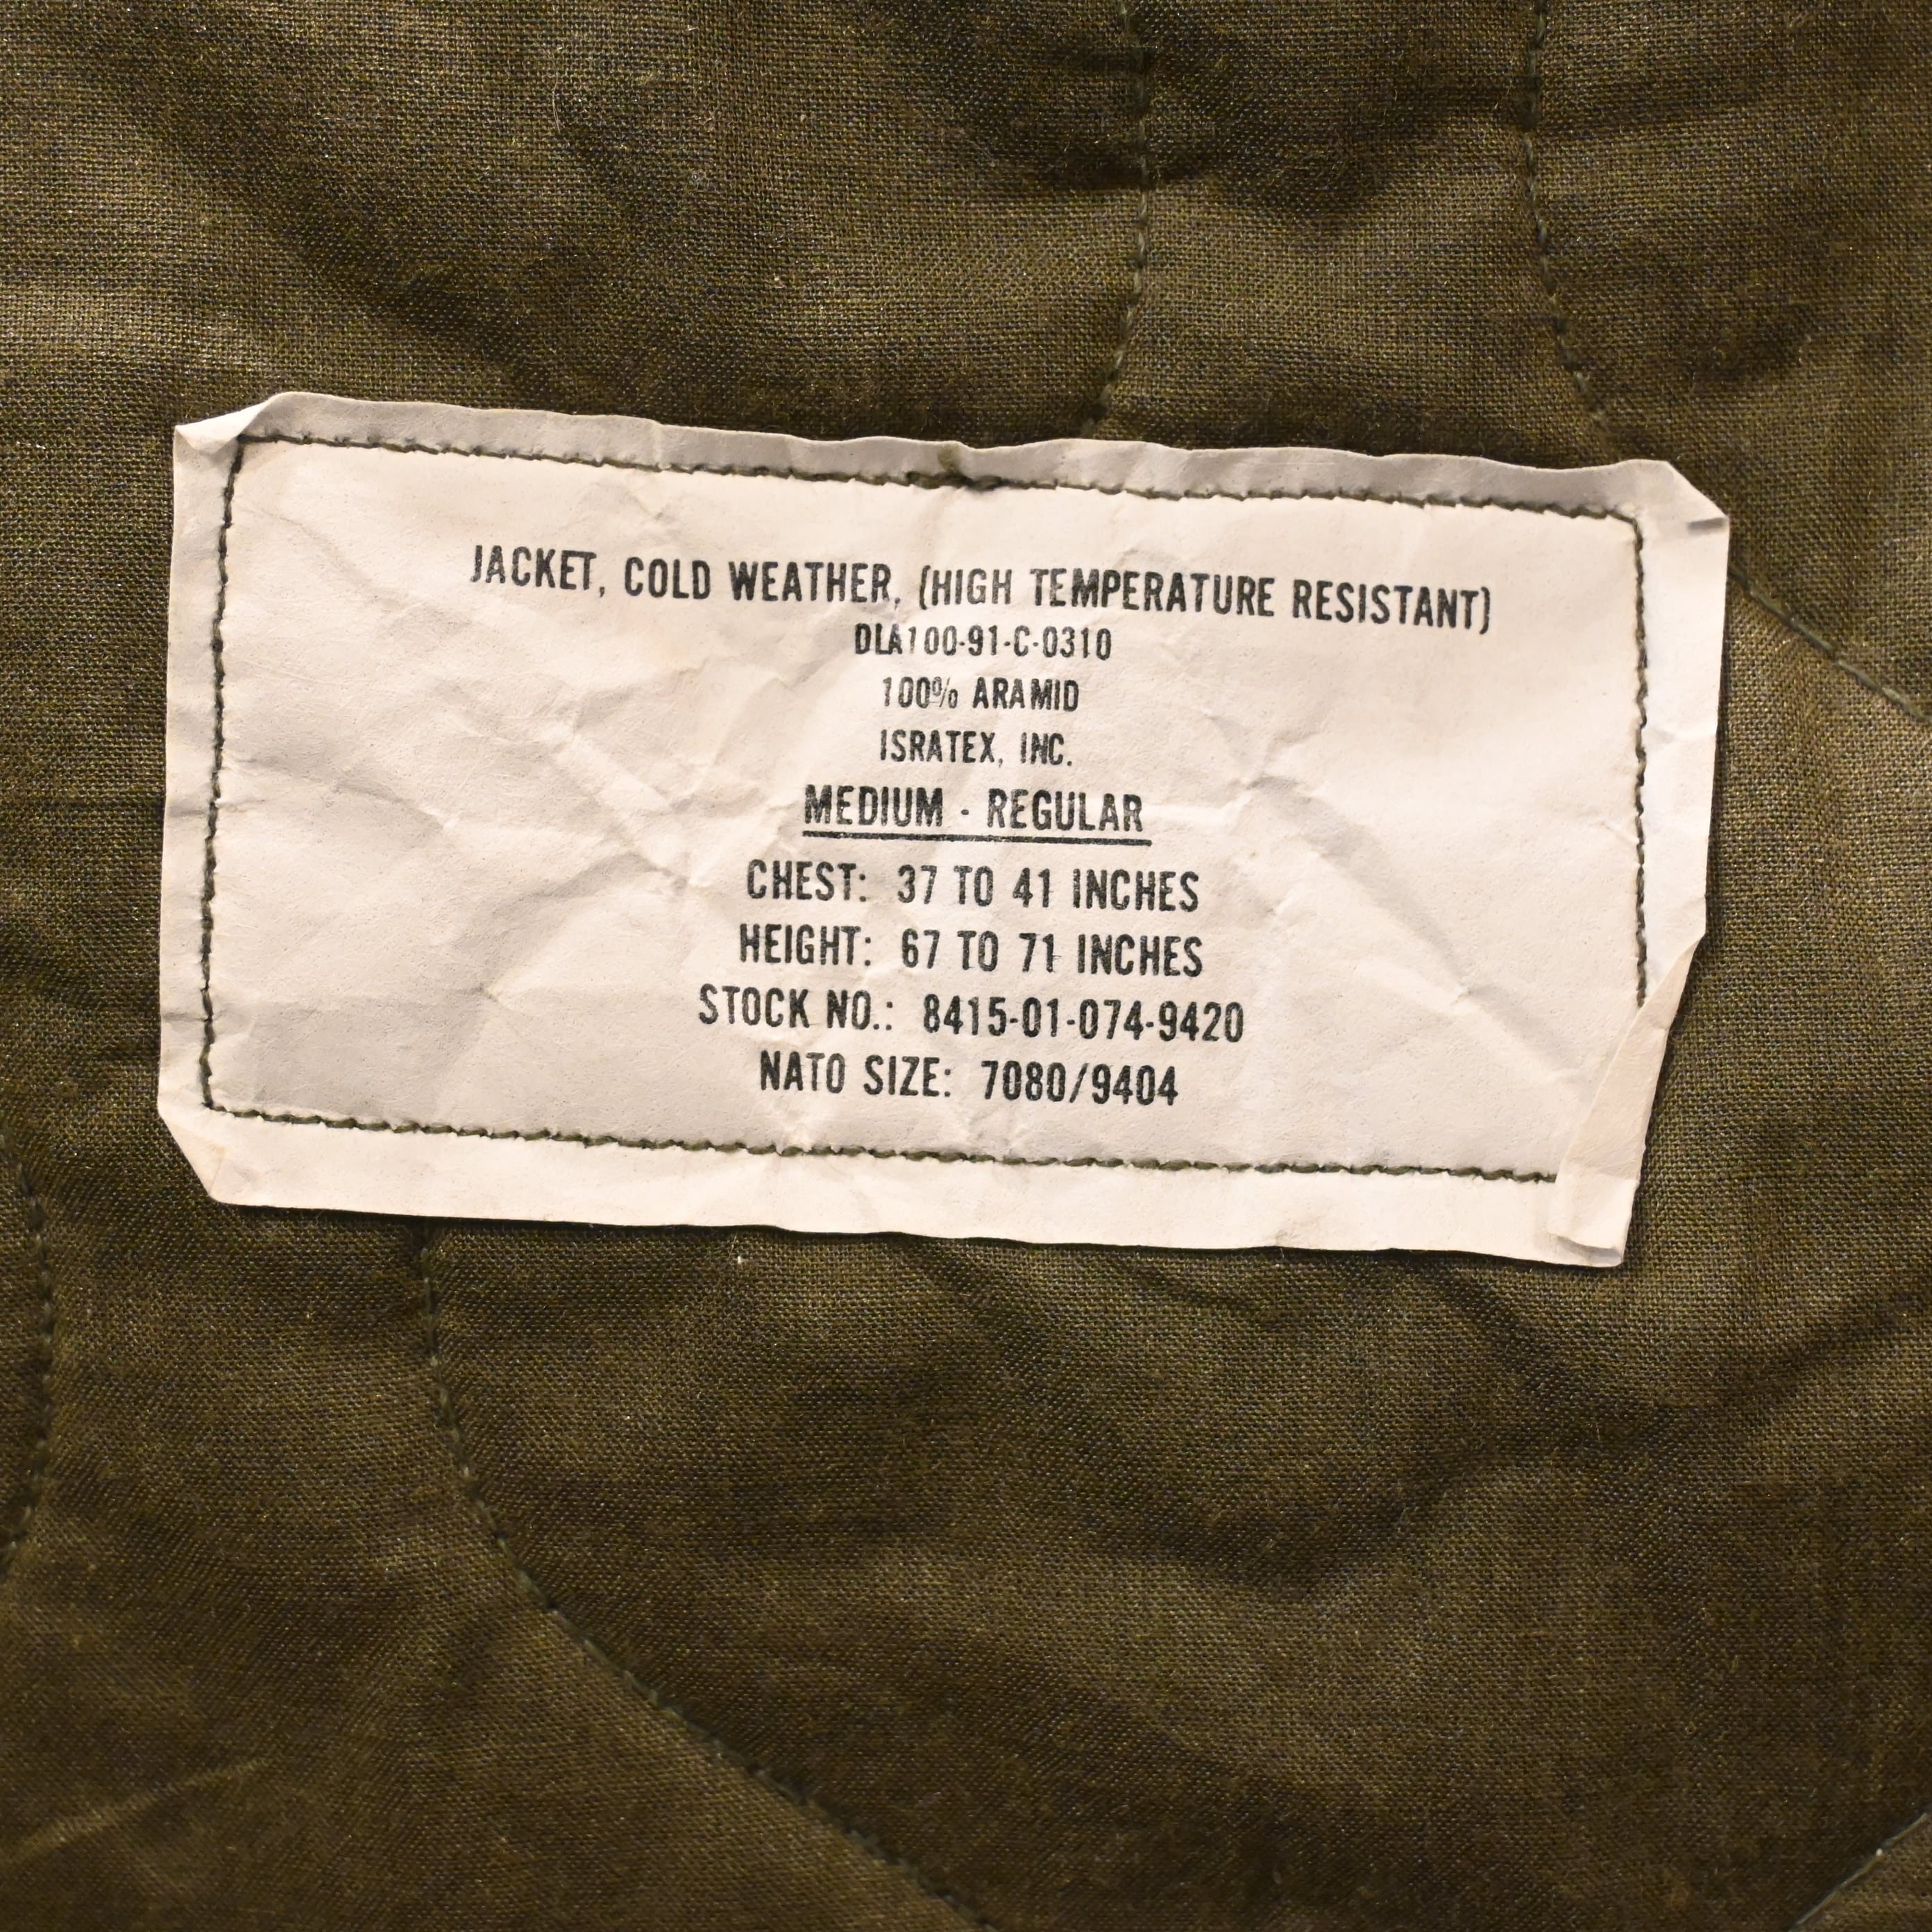 JACKET, COLD WEATHER, (HIGH TEMPERATURE RESISTANT)
DLA100-91-C-0310
100% ARAMID
ISRATEX, INC.
MEDIUM - REGULAR
CHEST: 37 TO 41 INCHES
HEIGHT: 67 TO 71 INCHES
STOCK NO.: 8415-01-074-9420
NATO SIZE: 7080/9404